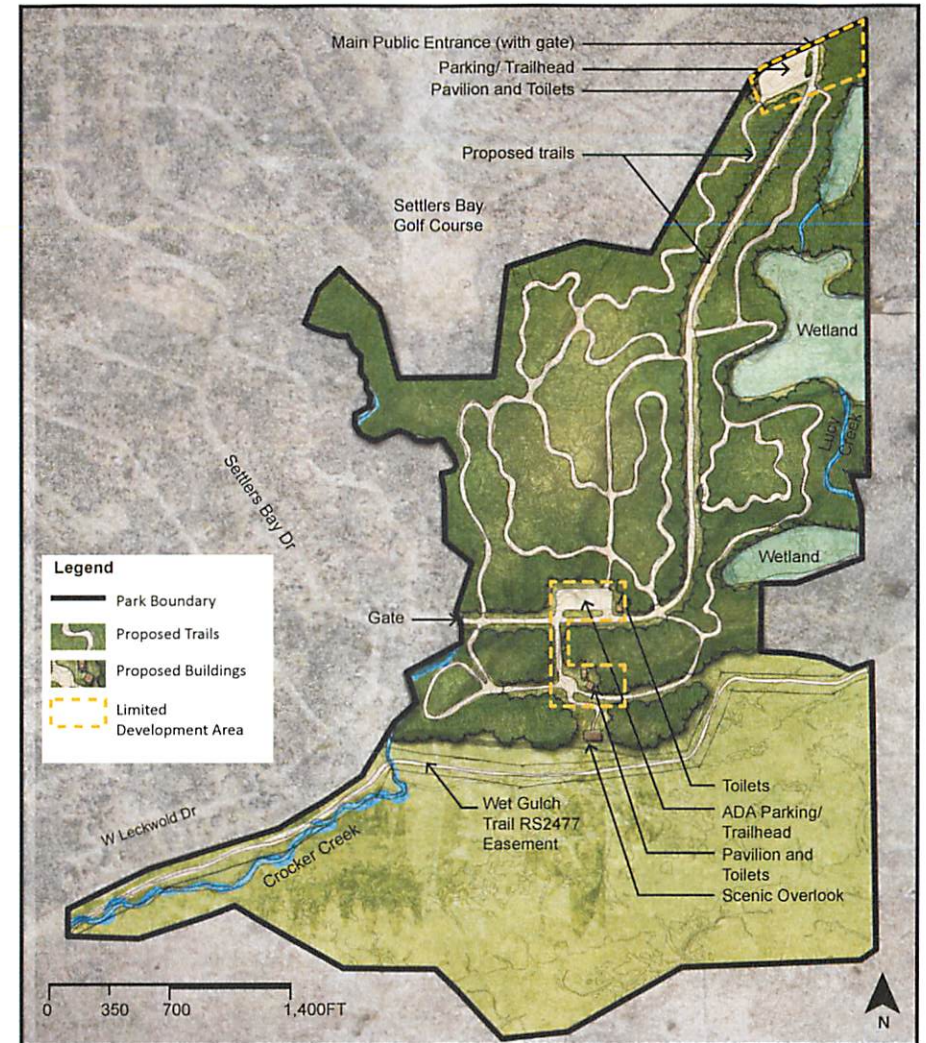 Main Public Entrance (with gate)
Parking/ Trailhead
Pavilion and Toilets
Proposed trails
Settlers Bay
Golf Course
Wetland
Lucy
Creek
Settlers Bay Dr
Wetland
Legend
Park Boundary
Proposed Trails
Proposed Buildings
Limited
Development Area
Gate
Toilets
ADA Parking/
Trailhead
Pavilion and
Toilets
Scenic Overlook
Wet Gulch
Trail RS2477
Easement
W Leckwold Dr
Crocker Creek
0 350 700 1,400FT
N